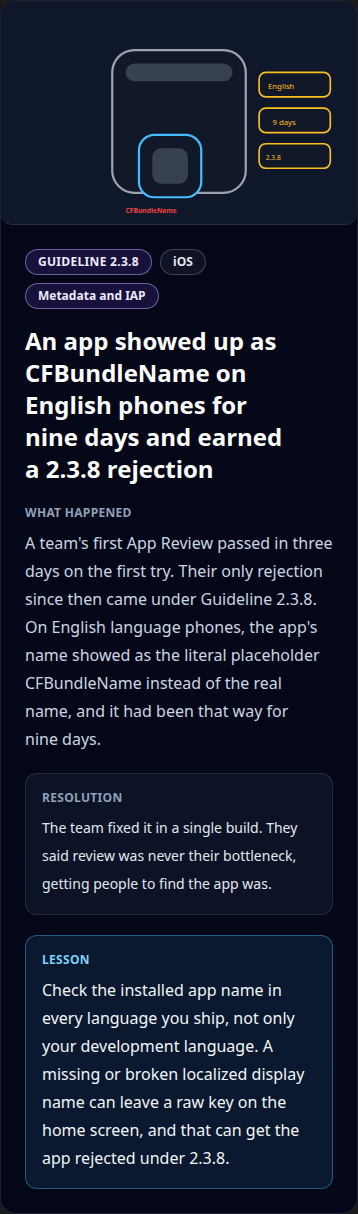 English
9 days
2.3.8
CFBundleName
GUIDELINE 2.3.8
iOS
Metadata and IAP
An app showed up as
CFBundleName on
English phones for
nine days and earned
a 2.3.8 rejection
WHAT HAPPENED
A team's first App Review passed in three
days on the first try. Their only rejection
since then came under Guideline 2.3.8.
On English language phones, the app's
name showed as the literal placeholder
CFBundleName instead of the real
name, and it had been that way for
nine days.
RESOLUTION
The team fixed it in a single build. They
said review was never their bottleneck,
getting people to find the app was.
LESSON
Check the installed app name in
every language you ship, not only
your development language. A
missing or broken localized display
name can leave a raw key on the
home screen, and that can get the
app rejected under 2.3.8.